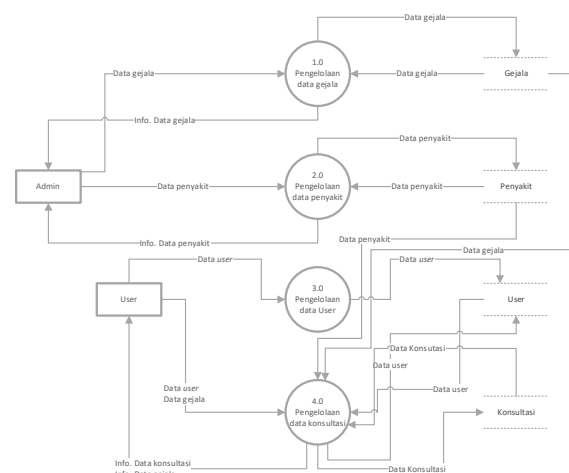 Data gejala
1.0
Pengelolaan
data gejala
Data gejala
Data gejala
Gejala
Info. Data gejala
Data penyakit
2.0
Pengelolaan
data penyakit
Admin
Data penyakit
Data penyakit
Penyakit
Info. Data penyakit
Data penyakit
Data gejala
Data user
Data user
3.0
Pengelolaan
data User
User
User
Data Konsutasi
Data user
Data user
Data user
Data gejala
4.0
Pengelolaan
data konsultasi
Konsultasi
Info. Data konsultasi
Data Konsultasi